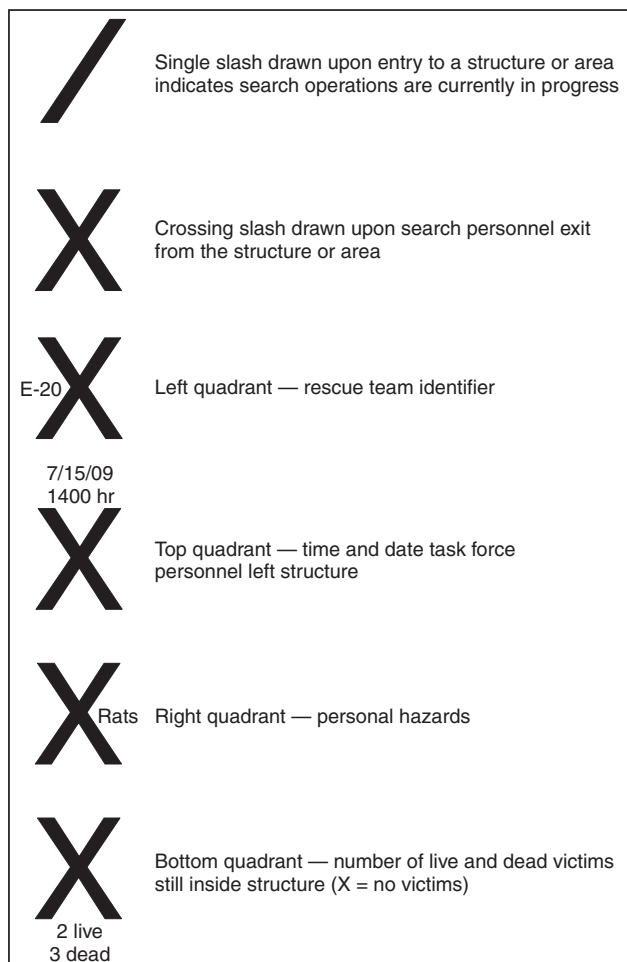 Single slash drawn upon entry to a structure or area
indicates search operations are currently in progress
Crossing slash drawn upon search personnel exit
from the structure or area
E-20
Left quadrant — rescue team identifier
7/15/09
1400 hr
Top quadrant — time and date task force
personnel left structure
Rats
Right quadrant — personal hazards
Bottom quadrant — number of live and dead victims
still inside structure (X = no victims)
2 live
3 dead